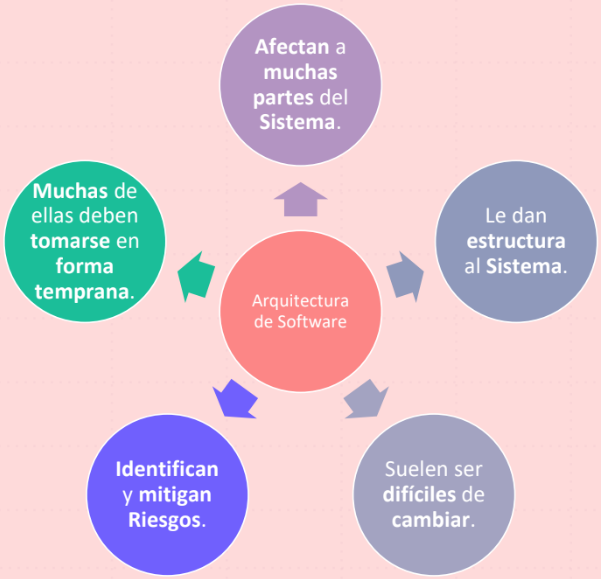 Afectan a
muchas
partes del
Sistema.
Muchas de
ellas deben
tomarse en
forma
temprana.
Le dan
estructura
al Sistema.
Arquitectura
de Software
Identifican
y mitigan
Riesgos.
Suelen ser
difíciles de
cambiar.